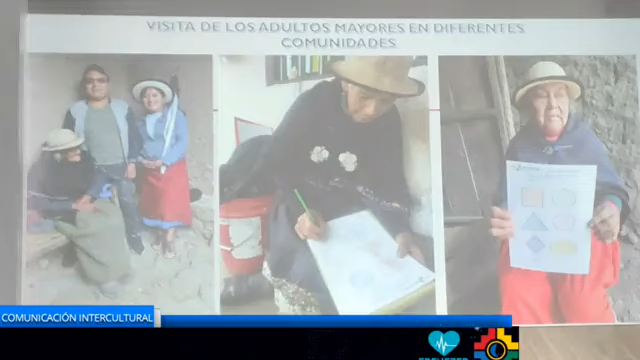 VISITA DE LOS ADULTOS MAYORES EN DIFERENTES
COMUNIDADES
COMUNICACIÓN INTERCULTURAL